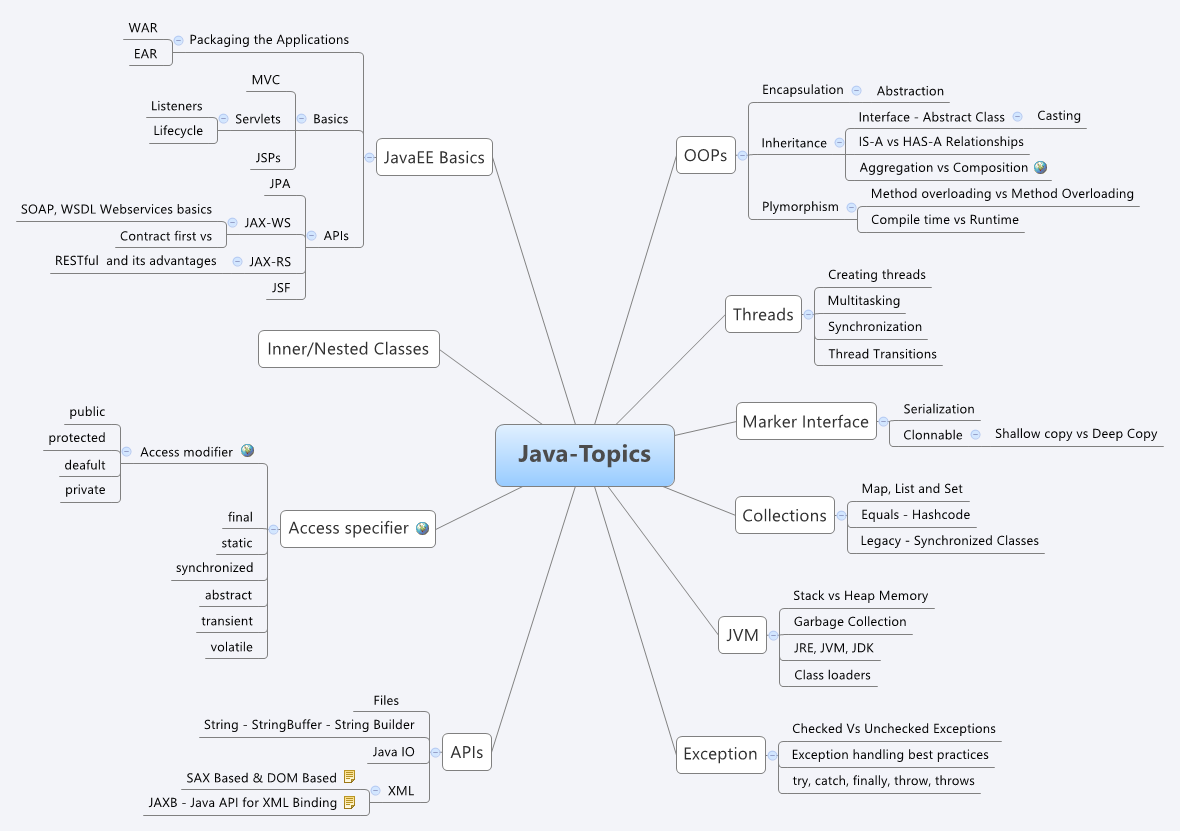 Java-Topics
OOPs
Encapsulation
Abstraction
Inheritance
Interface - Abstract Class
Casting
IS-A vs HAS-A Relationships
Aggregation vs Composition
Plymorphism
Method overloading vs Method Overloading
Compile time vs Runtime
Threads
Creating threads
Multitasking
Synchronization
Thread Transitions
Marker Interface
Serialization
Clonnable
Shallow copy vs Deep Copy
Collections
Map, List and Set
Equals - Hashcode
Legacy - Synchronized Classes
JVM
Stack vs Heap Memory
Garbage Collection
JRE, JVM, JDK
Class loaders
Exception
Checked Vs Unchecked Exceptions
Exception handling best practices
try, catch, finally, throw, throws
JavaEE Basics
Packaging the Applications
WAR
EAR
Basics
MVC
Servlets
Listeners
Lifecycle
JSPs
APIs
JPA
JAX-WS
SOAP, WSDL Webservices basics
Contract first vs
JAX-RS
RESTful  and its advantages
JSF
Inner/Nested Classes
Access specifier
Access modifier
public
protected
deafult
private
final
static
synchronized
abstract
transient
volatile
APIs
Files
String - StringBuffer - String Builder
Java IO
XML
SAX Based & DOM Based
JAXB - Java API for XML Binding